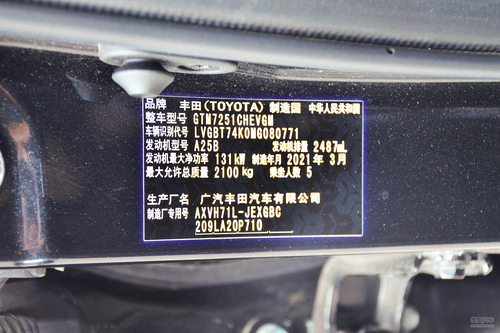 品牌 丰田(TOYOTA) 制造国 中华人民共和国
整车型号 GTM7251CHEVGM
车辆识别代号 LVGBT74K0MG080771
发动机型号 A25B 发动机排量 2487mL
发动机最大净功率 131kW 制造年月 2021年3月
最大允许总质量 2100kg 乘坐人数 5
生产厂名 广汽丰田汽车有限公司
制造厂专用号 AXVH71L-JEXGBC
209LA20P710